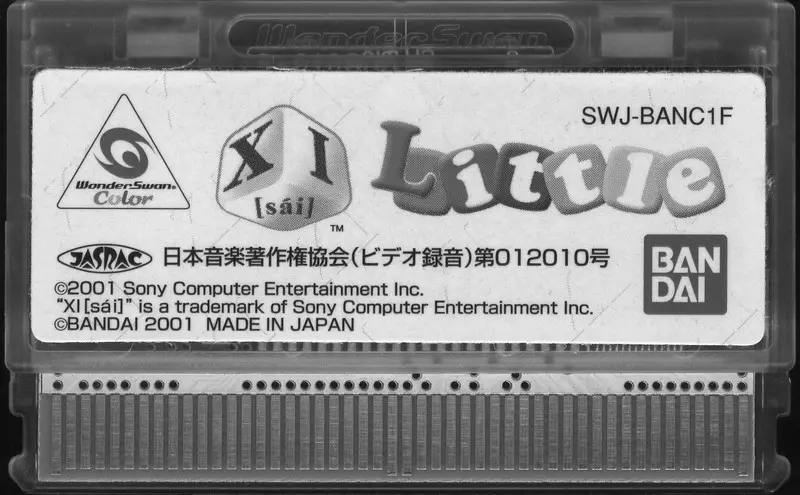 WonderSwan
SWJ-BANC1F
WonderSwan®
Color
XI
[sái]
™
Little
JASRAC 日本音楽著作権協会(ビデオ録音)第012010号
BAN
DAI
©2001 Sony Computer Entertainment Inc.
“XI[sái]” is a trademark of Sony Computer Entertainment Inc.
©BANDAI 2001 MADE IN JAPAN